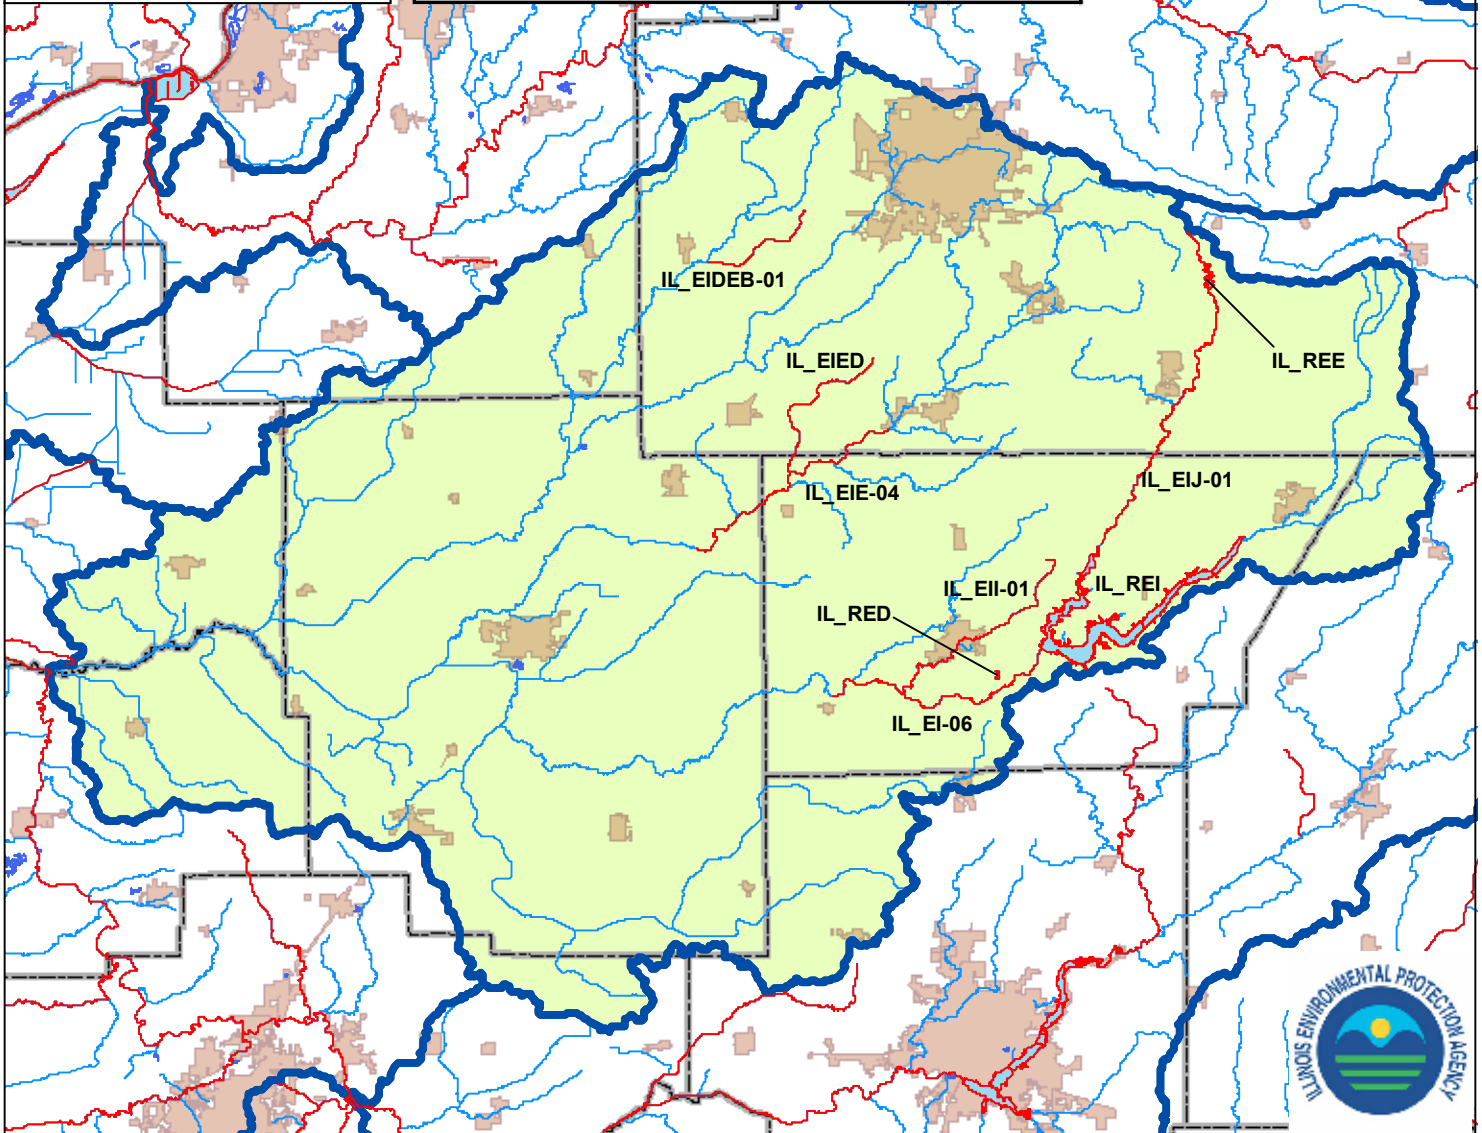 IL_EIDEB-01
IL_EIED
IL_REE
IL_EIE-04
IL_EIJ-01
IL_EII-01
IL_REI
IL_RED
IL_EI-06
ILLINOIS ENVIRONMENTAL PROTECTION AGENCY